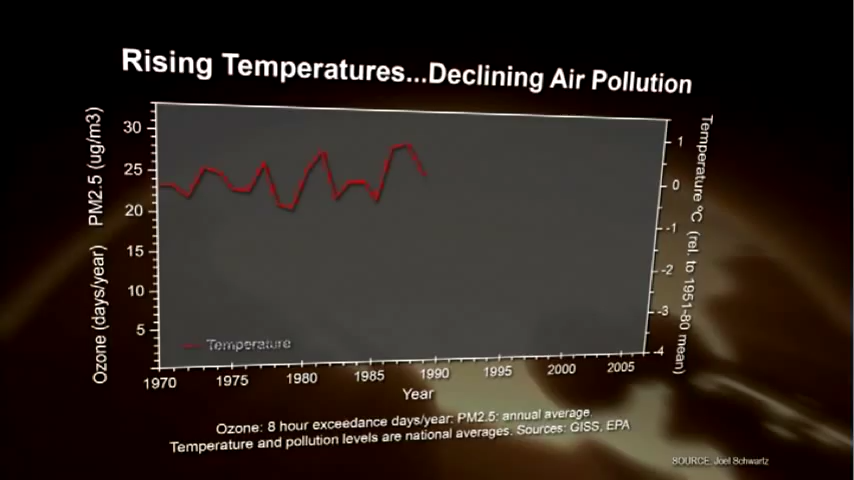 Rising Temperatures...Declining Air Pollution
Ozone (days/year) PM2.5 (ug/m3)
30
25
20
15
10
5
Temperature
1
0
-1
-2
-3
-4
Temperature °C (rel. to 1951-80 mean)
1970 1975 1980 1985 1990 1995 2000 2005
Year
Ozone: 8 hour exceedance days/year: PM2.5: annual average.
Temperature and pollution levels are national averages. Sources: GISS, EPA
SOURCE: Joel Schwartz